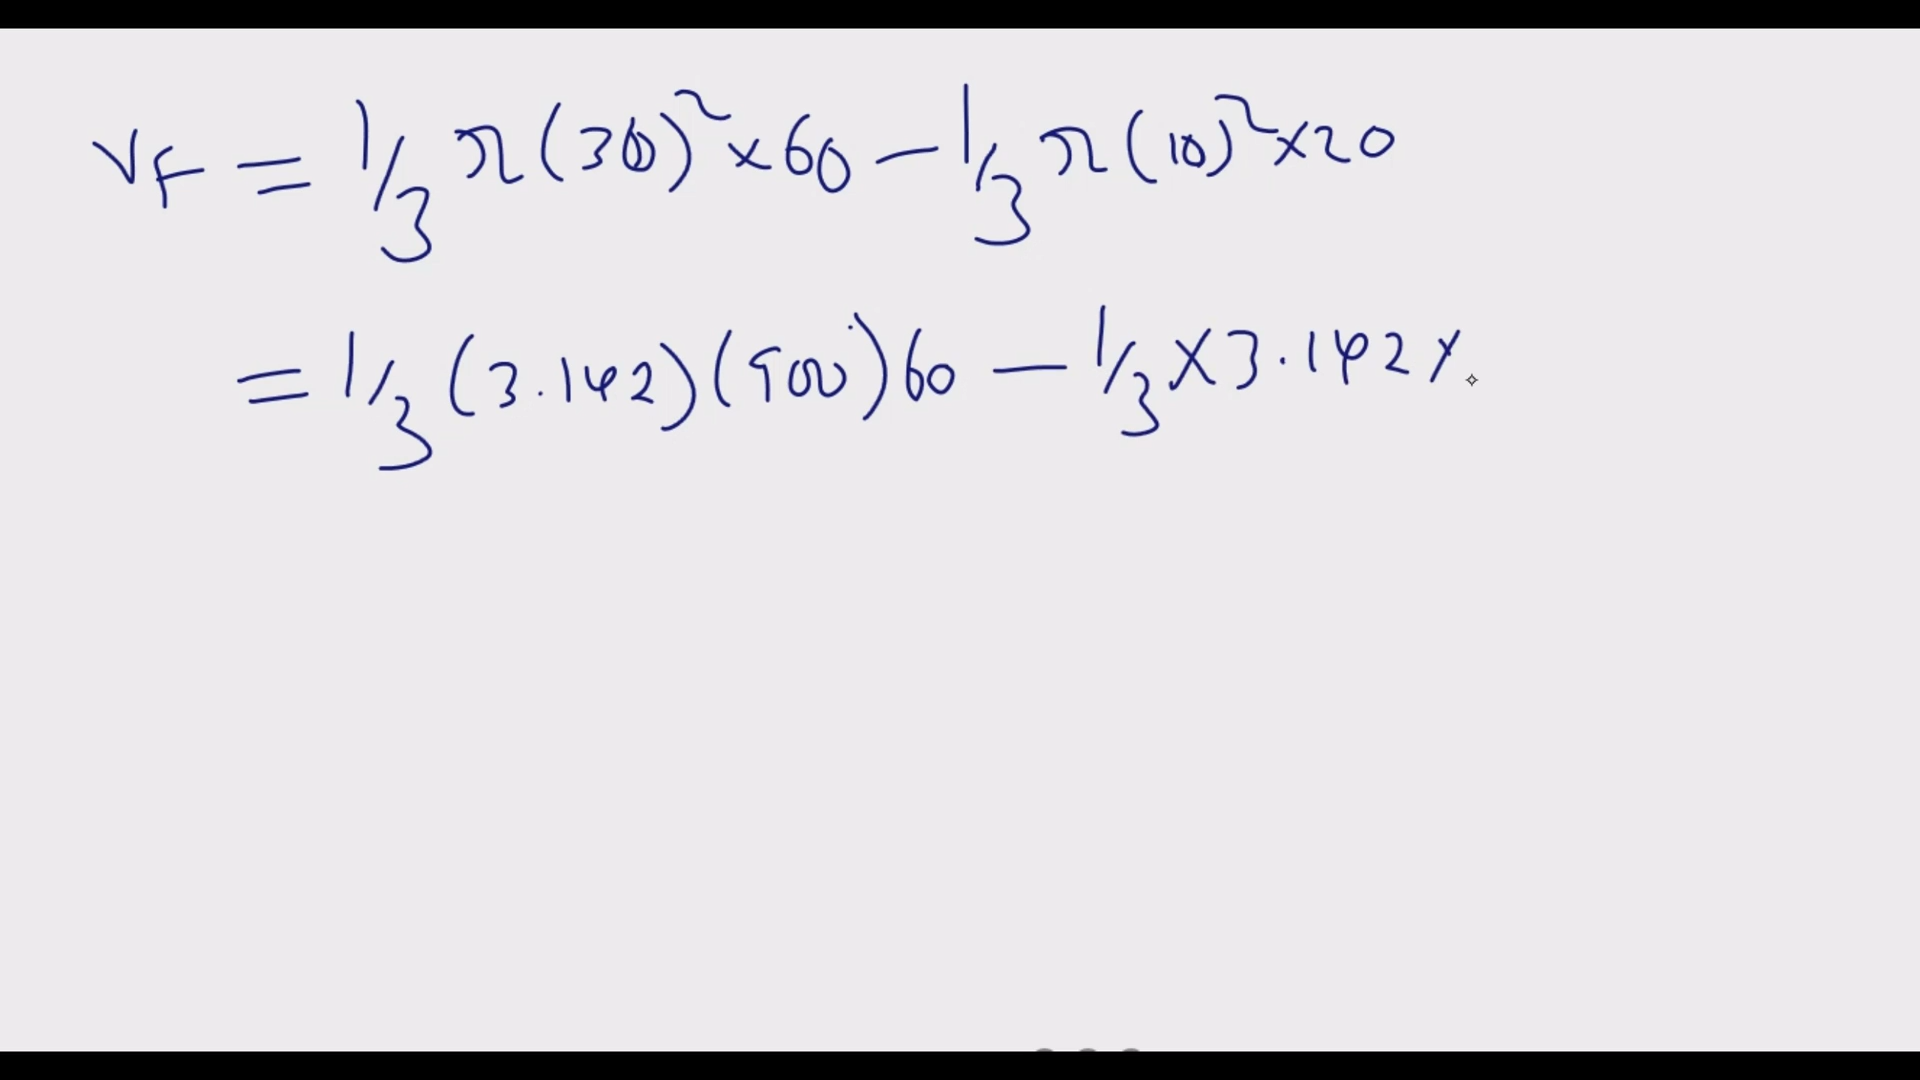 V_F = 1/3 π(30)² × 60 − 1/3 π(10)² × 20
= 1/3 (3.142)(900)60 − 1/3 × 3.142 ×